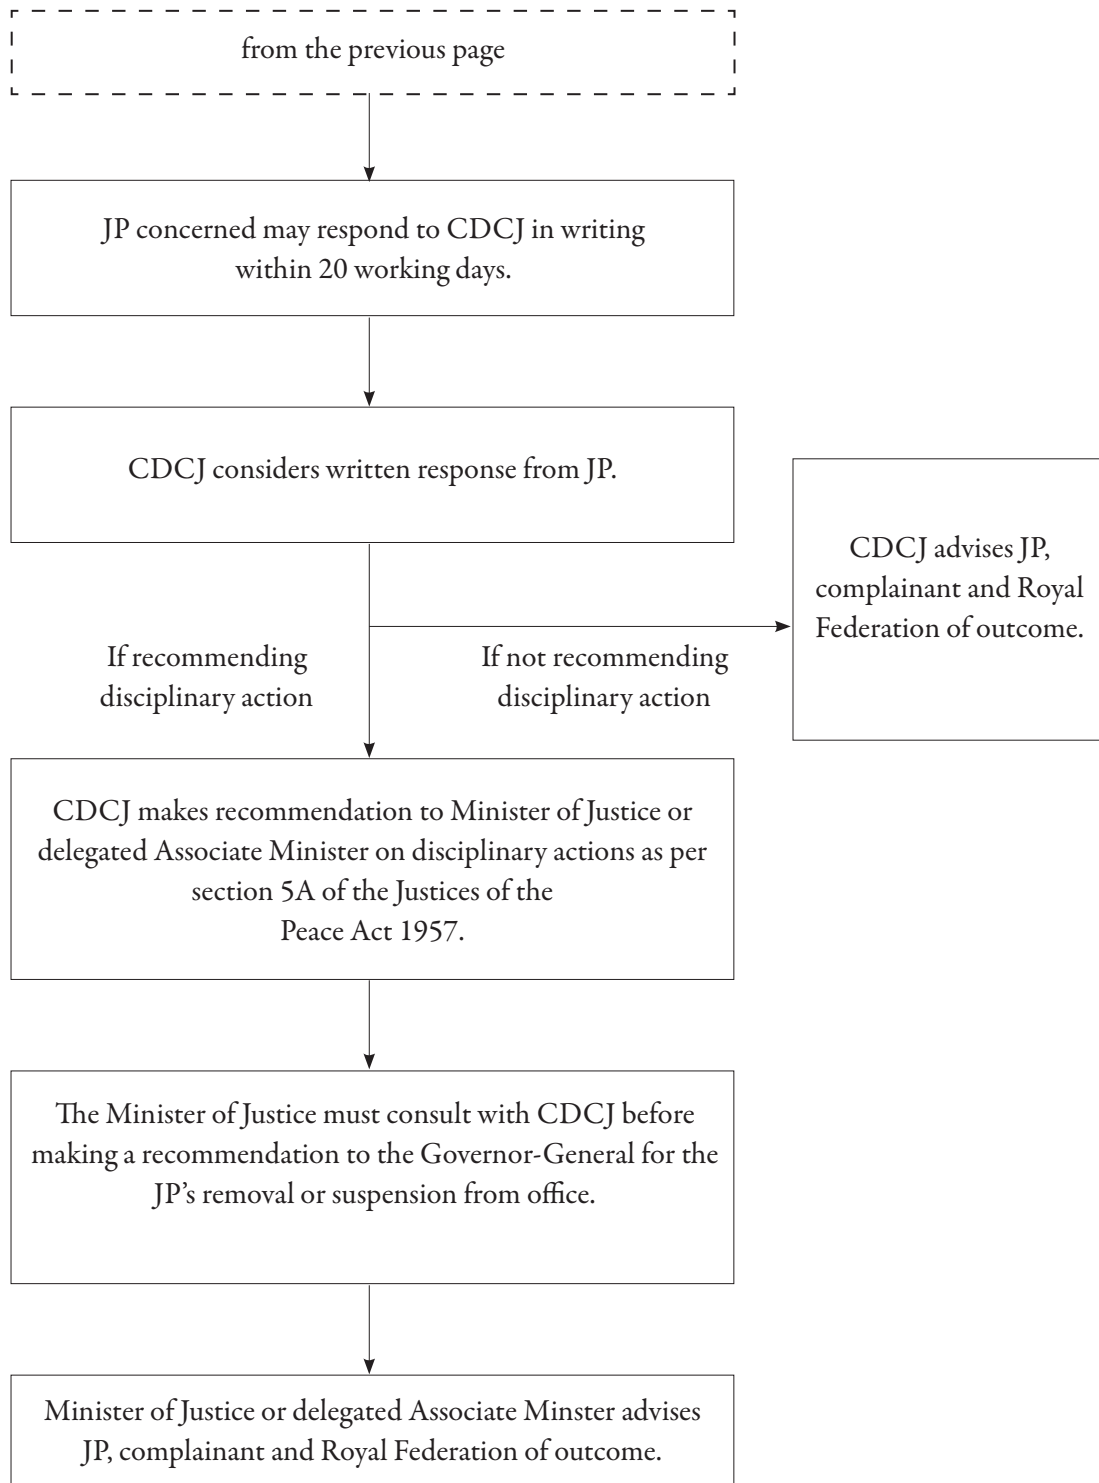 from the previous page
JP concerned may respond to CDCJ in writing
within 20 working days.
CDCJ considers written response from JP.
CDCJ advises JP,
complainant and Royal
Federation of outcome.
If recommending
disciplinary action
If not recommending
disciplinary action
CDCJ makes recommendation to Minister of Justice or
delegated Associate Minister on disciplinary actions as per
section 5A of the Justices of the
Peace Act 1957.
The Minister of Justice must consult with CDCJ before
making a recommendation to the Governor-General for the
JP’s removal or suspension from office.
Minister of Justice or delegated Associate Minster advises
JP, complainant and Royal Federation of outcome.